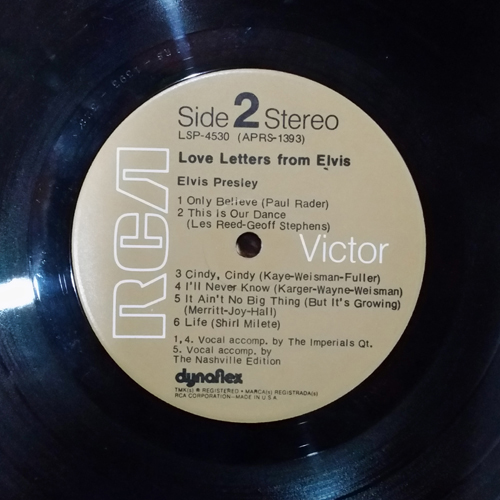 Side 2 Stereo
LSP-4530 (APRS-1393)
Love Letters from Elvis
Elvis Presley
1 Only Believe (Paul Rader)
2 This is Our Dance
(Les Reed-Geoff Stephens)
RCA Victor
3 Cindy, Cindy (Kaye-Weisman-Fuller)
4 I'll Never Know (Karger-Wayne-Weisman)
5 It Ain't No Big Thing (But It's Growing)
(Merritt-Joy-Hall)
6 Life (Shirl Milete)
1, 4. Vocal accomp. by The Imperials Qt.
5. Vocal accomp. by
The Nashville Edition
dynaflex
TMK(s) ® REGISTERED • MARCA(s) REGISTRADA(s)
RCA CORPORATION-MADE IN U.S.A